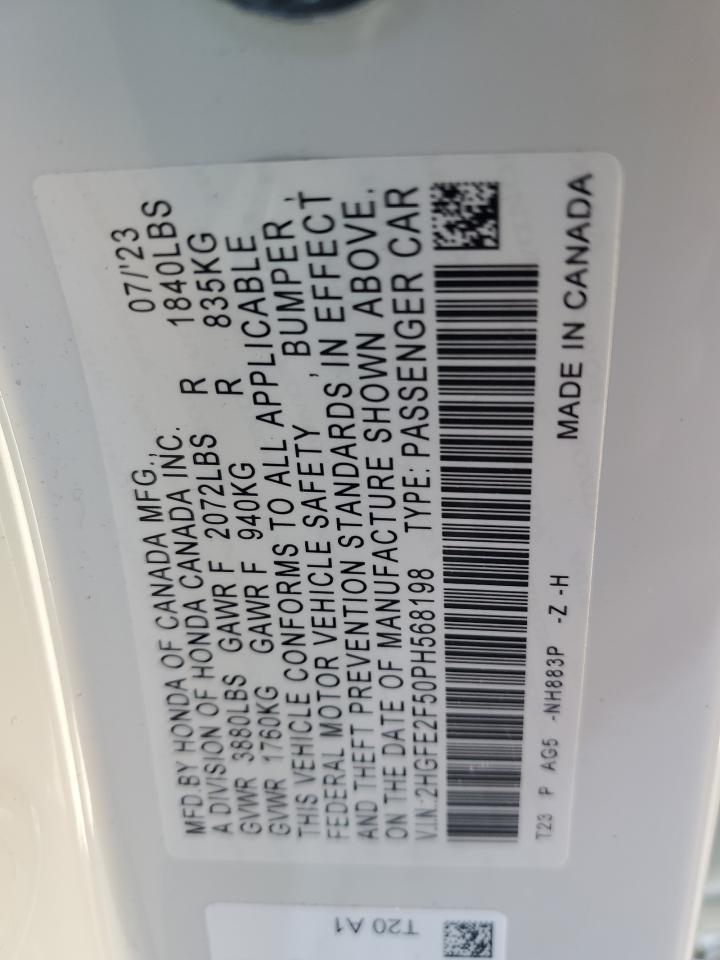 MFD.BY HONDA OF CANADA MFG., 07/'23
A DIVISION OF HONDA CANADA INC.
GVWR 3880LBS GAWR F 2072LBS R 1840LBS
GVWR 1760KG GAWR F 940KG R 835KG
THIS VEHICLE CONFORMS TO ALL APPLICABLE
FEDERAL MOTOR VEHICLE SAFETY , BUMPER ,
AND THEFT PREVENTION STANDARDS IN EFFECT
ON THE DATE OF MANUFACTURE SHOWN ABOVE.
V.I.N.:2HGFE2F50PH568198 TYPE: PASSENGER CAR
T23 P AG5 -NH883P -Z -H
MADE IN CANADA
T20 A1